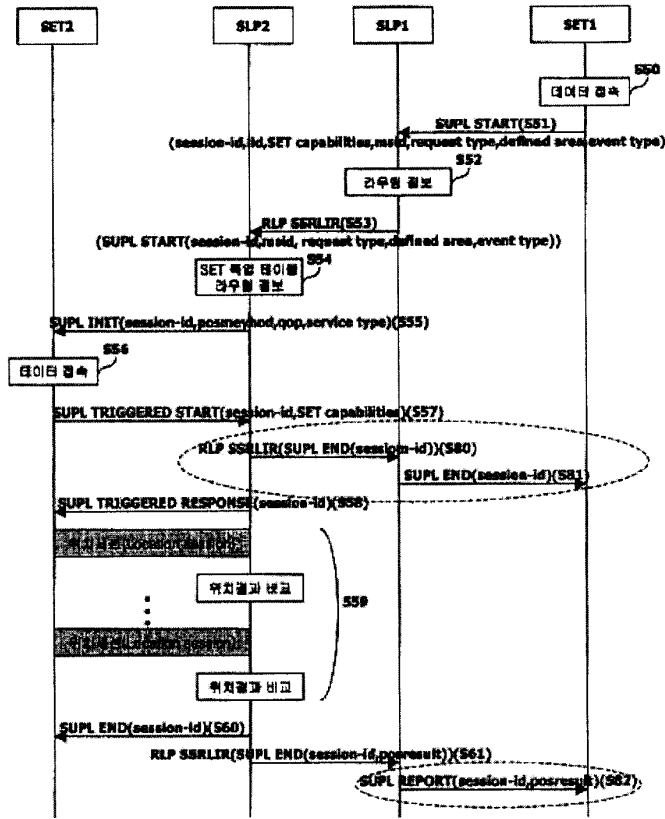 SET2
SLP2
SLP1
SET1
S50
데이터 접속
SUPL START(S51)
(session-id,lid,SET capabilities,msid,request type,defined area,event type)
S52
라우팅 정보
RLP SSRLIR(S53)
(SUPL START(session-id,msid, request type,defined area,event type))
S54
SET 룩업 테이블
라우팅 정보
SUPL INIT(session-id,posmeyhod,qop,service type)(S55)
S56
데이터 접속
SUPL TRIGGERED START(session-id,SET capabilities)(S57)
RLP SSRLIR(SUPL END(session-id))(S80)
SUPL END(session-id)(S81)
SUPL TRIGGERED RESPONSE(session-id)(S58)
위치결과 비교
S59
위치결과 비교
SUPL END(session-id)(S60)
RLP SSRLIR(SUPL END(session-id,posresult))(S61)
SUPL REPORT(session-id,posresult)(S82)